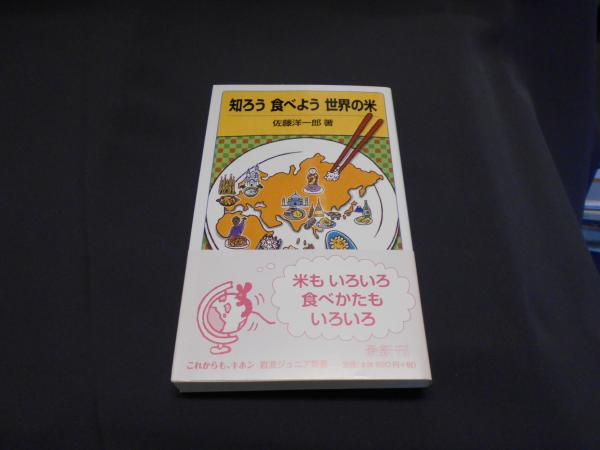 知ろう 食べよう 世界の米
佐藤洋一郎 著
米も いろいろ
食べかたも
いろいろ
これからも、キホン 岩波ジュニア新書